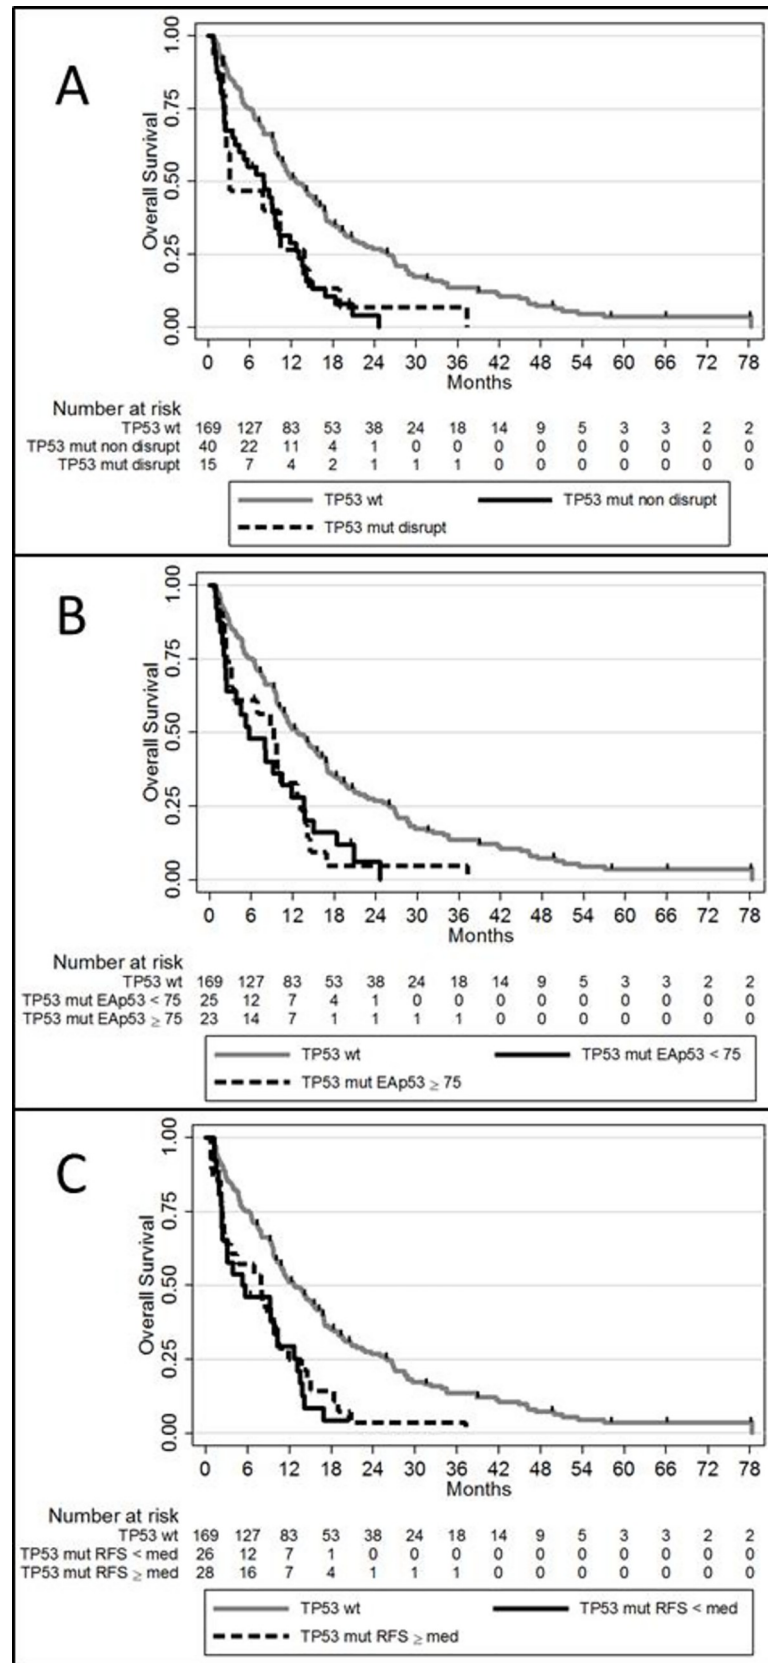 A
Overall Survival
1.00
0.75
0.50
0.25
0.00
0 6 12 18 24 30 36 42 48 54 60 66 72 78
Months
Number at risk
TP53 wt 169 127 83 53 38 24 18 14 9 5 3 3 2 2
TP53 mut non disrupt 40 22 11 4 1 0 0 0 0 0 0 0 0 0
TP53 mut disrupt 15 7 4 2 1 1 1 0 0 0 0 0 0 0
TP53 wt TP53 mut non disrupt
TP53 mut disrupt
B
Overall Survival
1.00
0.75
0.50
0.25
0.00
0 6 12 18 24 30 36 42 48 54 60 66 72 78
Months
Number at risk
TP53 wt 169 127 83 53 38 24 18 14 9 5 3 3 2 2
TP53 mut EAp53 < 75 25 12 7 4 1 0 0 0 0 0 0 0 0 0
TP53 mut EAp53 ≥ 75 23 14 7 1 1 1 1 0 0 0 0 0 0 0
TP53 wt TP53 mut EAp53 < 75
TP53 mut EAp53 ≥ 75
C
Overall Survival
1.00
0.75
0.50
0.25
0.00
0 6 12 18 24 30 36 42 48 54 60 66 72 78
Months
Number at risk
TP53 wt 169 127 83 53 38 24 18 14 9 5 3 3 2 2
TP53 mut RFS < med 26 12 7 1 0 0 0 0 0 0 0 0 0 0
TP53 mut RFS ≥ med 28 16 7 4 1 1 1 0 0 0 0 0 0 0
TP53 wt TP53 mut RFS < med
TP53 mut RFS ≥ med